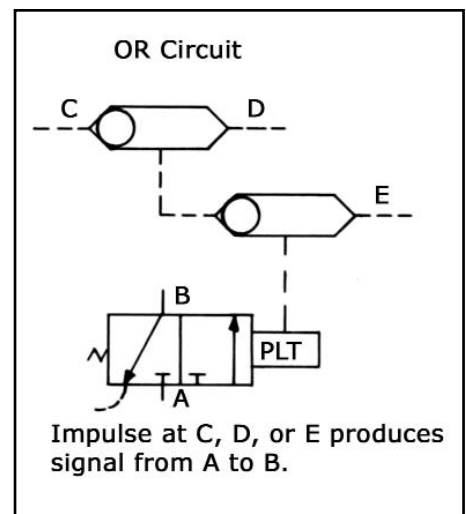 OR Circuit
C
D
E
B
PLT
A
Impulse at C, D, or E produces
signal from A to B.